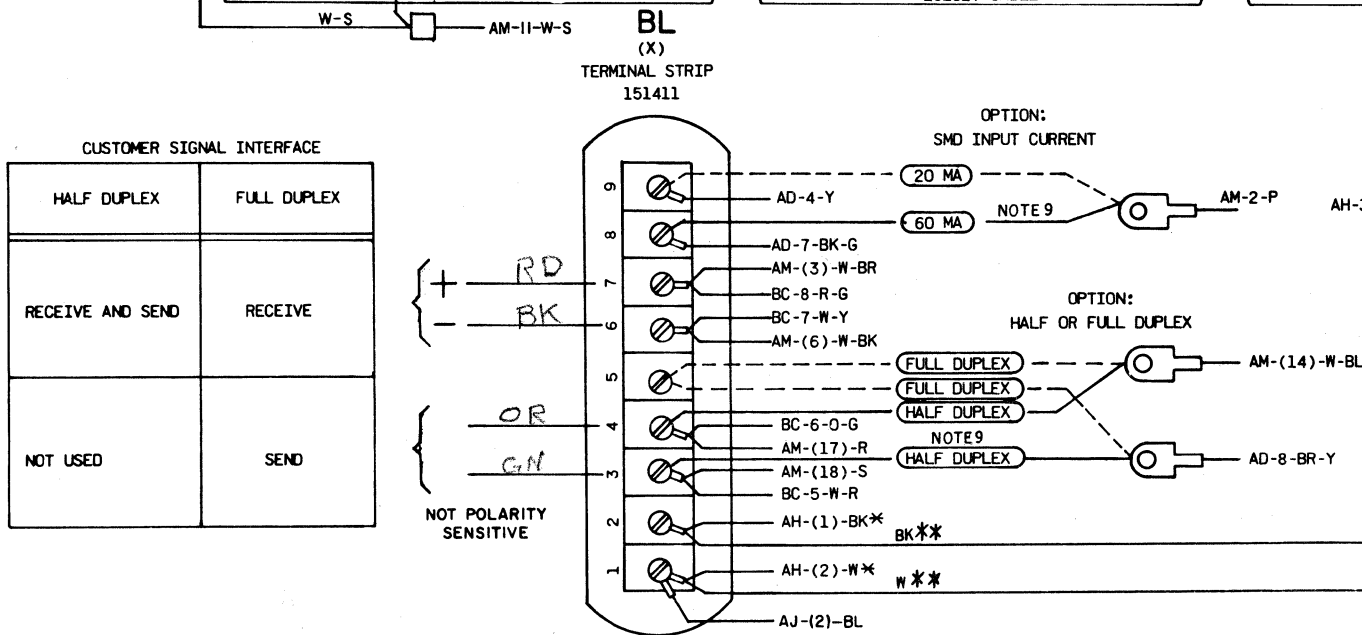 W-S
AM-11-W-S
BL
(X)
TERMINAL STRIP
151411
CUSTOMER SIGNAL INTERFACE
HALF DUPLEX
FULL DUPLEX
RECEIVE AND SEND
RECEIVE
NOT USED
SEND
+
RD
-
BK
OR
GN
NOT POLARITY
SENSITIVE
9
8
7
6
5
4
3
2
1
AD-4-Y
AD-7-BK-G
AM-(3)-W-BR
BC-8-R-G
BC-7-W-Y
AM-(6)-W-BK
BC-6-O-G
AM-(17)-R
AM-(18)-S
BC-5-W-R
AH-(1)-BK*
BK**
AH-(2)-W*
W**
AJ-(2)-BL
OPTION:
SMD INPUT CURRENT
20 MA
60 MA
NOTE 9
AM-2-P
AH-
OPTION:
HALF OR FULL DUPLEX
FULL DUPLEX
FULL DUPLEX
HALF DUPLEX
NOTE 9
HALF DUPLEX
AM-(14)-W-BL
AD-8-BR-Y